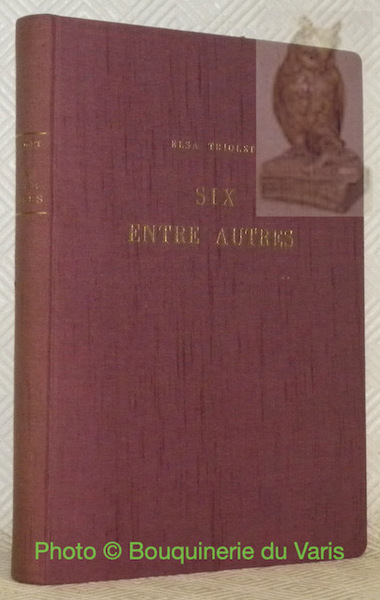 ELSA TRIOLET
SIX
ENTRE AUTRES
Photo © Bouquinerie du Varis